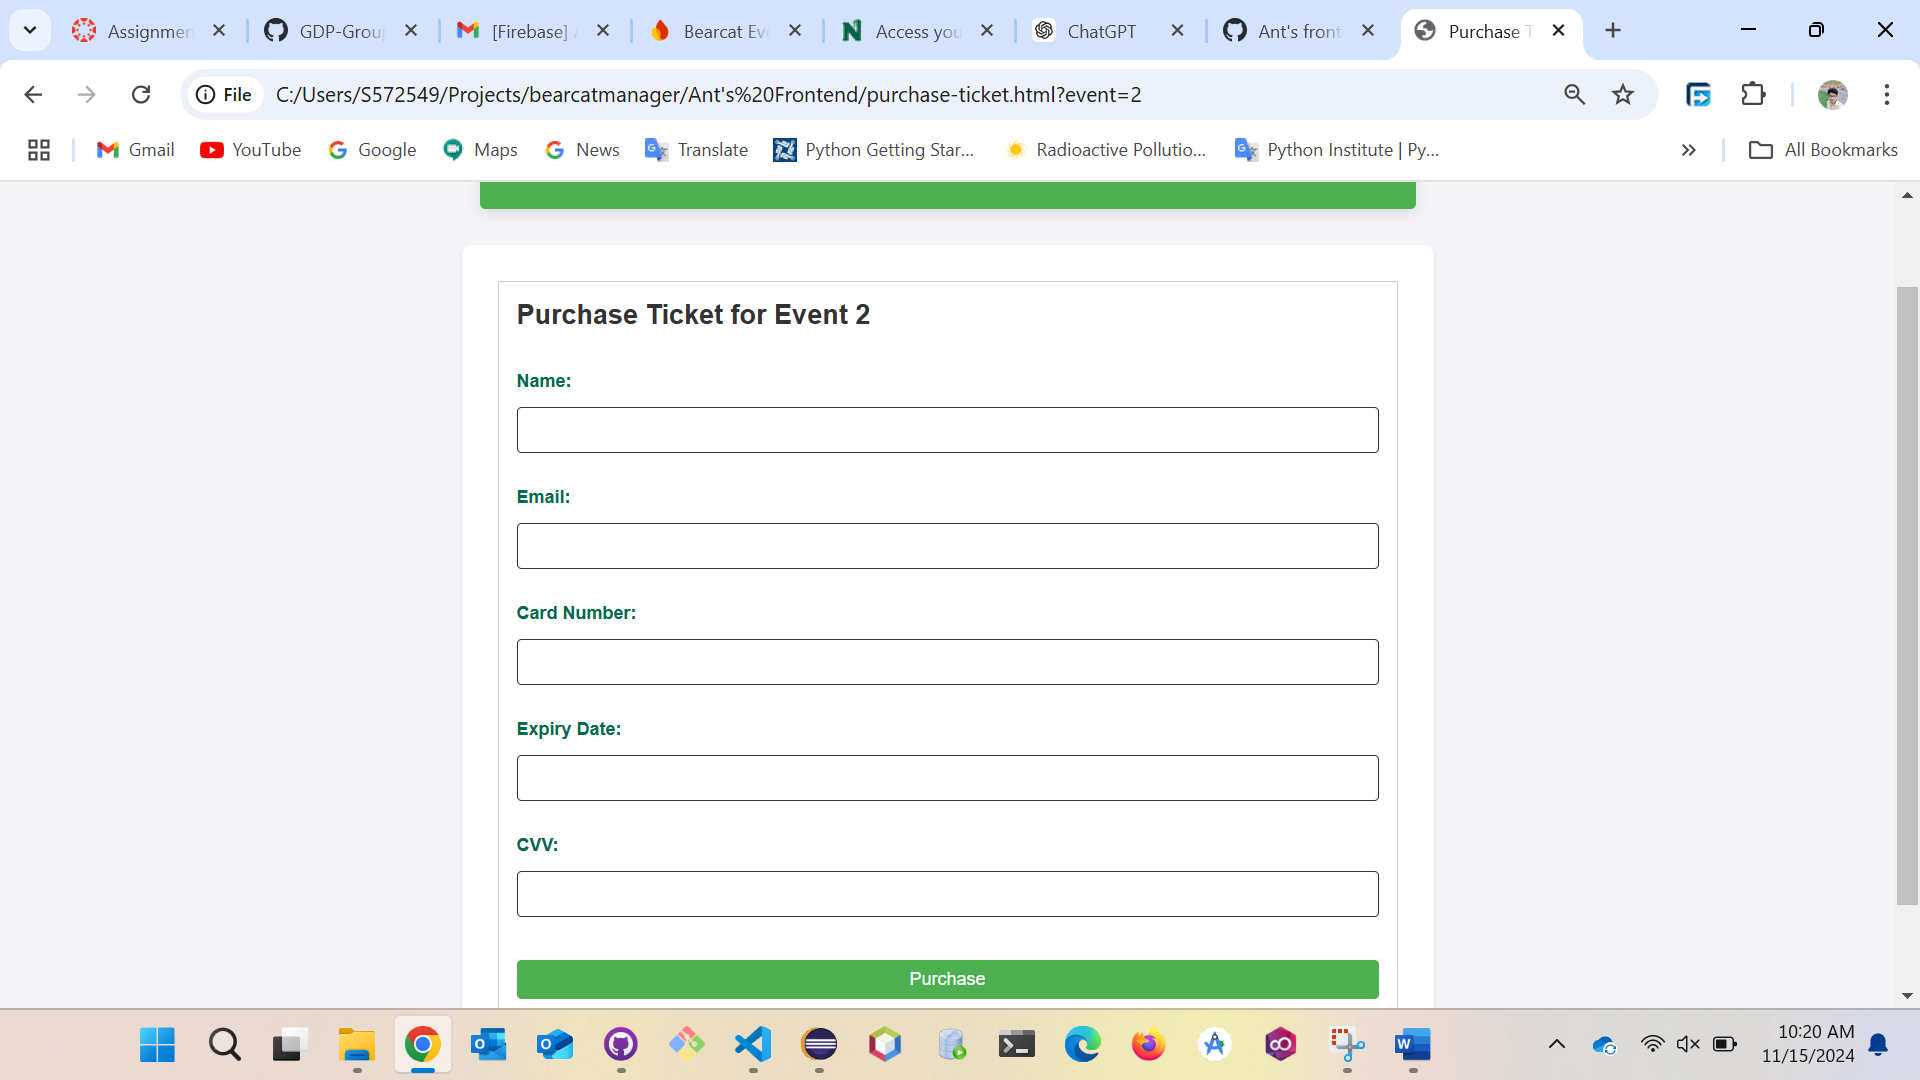 Assignmen
GDP-Grou
[Firebase] A
Bearcat Eve
Access you
ChatGPT
Ant's front
Purchase T
File
C:/Users/S572549/Projects/bearcatmanager/Ant's%20Frontend/purchase-ticket.html?event=2
Gmail
YouTube
Google
Maps
News
Translate
Python Getting Star...
Radioactive Pollutio...
Python Institute | Py...
All Bookmarks
Purchase Ticket for Event 2
Name:
Email:
Card Number:
Expiry Date:
CVV:
Purchase
10:20 AM
11/15/2024